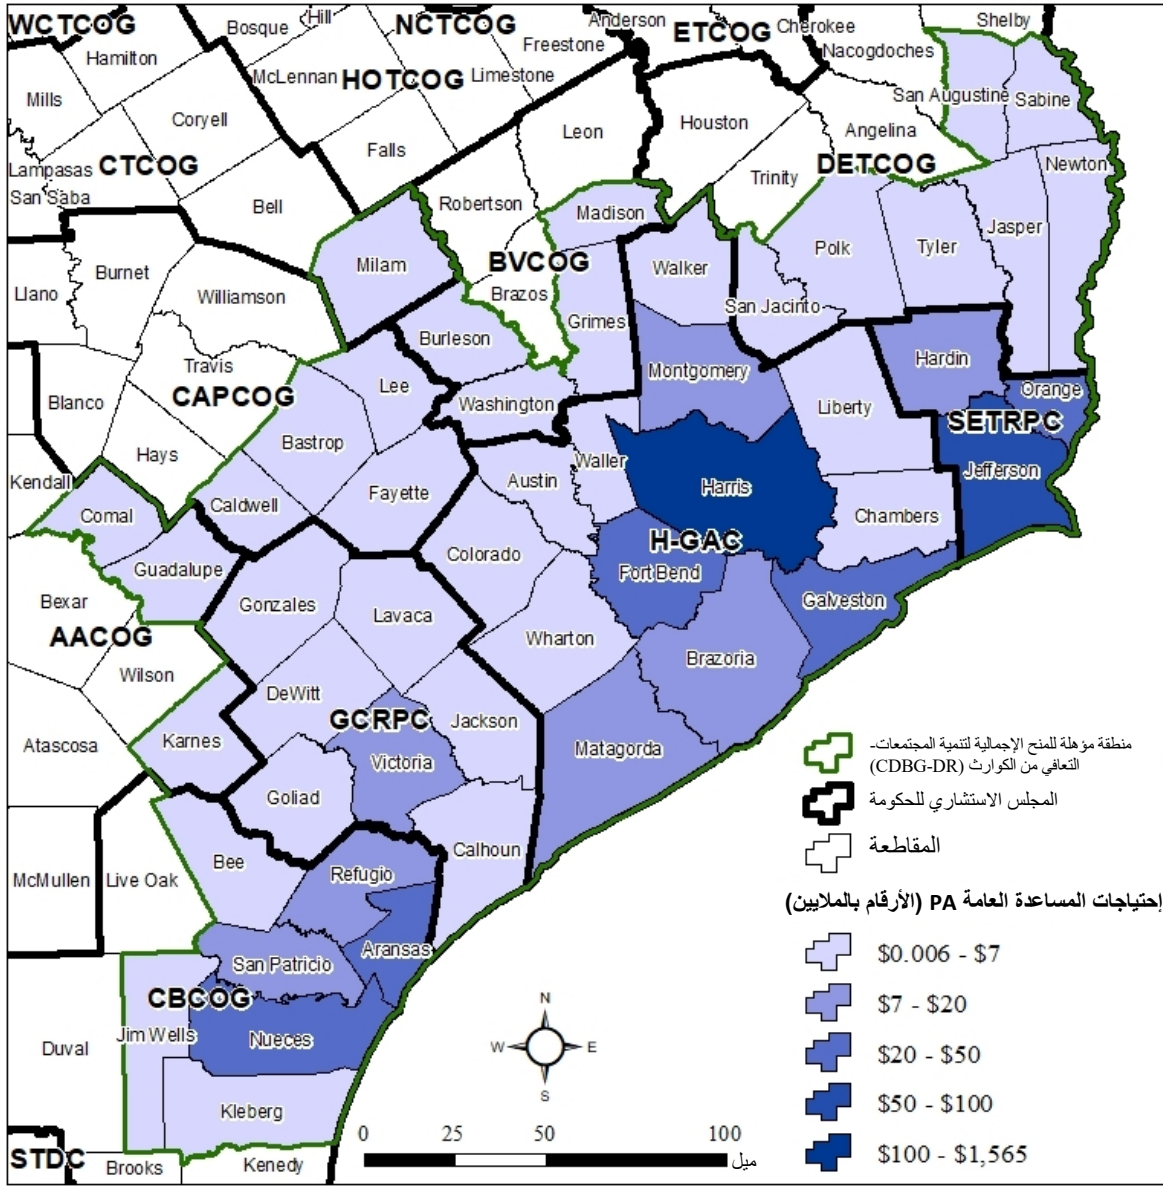 Hill
Anderson
Shelby
WCTCOG
Bosque
NCTCOG
ETCOG
Cherokee
Hamilton
Freestone
Nacogdoches
McLennan
HOTCOG
Limestone
Mills
San Augustine
Sabine
Coryell
Houston
Leon
Angelina
Falls
Lampasas
CTCOG
DETCOG
Newton
San Saba
Trinity
Bell
Robertson
Madison
Jasper
Polk
Tyler
Milam
BVCOG
Walker
Burnet
Llano
Williamson
Brazos
San Jacinto
Grimes
Burleson
Travis
Montgomery
Hardin
CAPCOG
Lee
Orange
Blanco
Washington
Liberty
SETRPC
Bastrop
Hays
Waller
Jefferson
Kendall
Austin
Harris
Fayette
Caldwell
Comal
Chambers
H-GAC
Colorado
Guadalupe
Fort Bend
Bexar
Gonzales
Galveston
Lavaca
AACOG
Wharton
Brazoria
Wilson
DeWitt
GCRPC
Jackson
Karnes
Atascosa
Matagorda
Victoria
Goliad
Calhoun
Bee
Refugio
McMullen
Live Oak
Aransas
San Patricio
CBCOG
Jim Wells
Nueces
Duval
Kleberg
STDC
Brooks
Kenedy
منطقة مؤهلة للمنح الإجمالية لتنمية المجتمعات-
التعافي من الكوارث (CDBG-DR)
المجلس الاستشاري للحكومة
المقاطعة
إحتياجات المساعدة العامة PA (الأرقام بالملايين)
$0.006 - $7
$7 - $20
$20 - $50
$50 - $100
$100 - $1,565
N
W
E
S
0 25 50 100
ميل